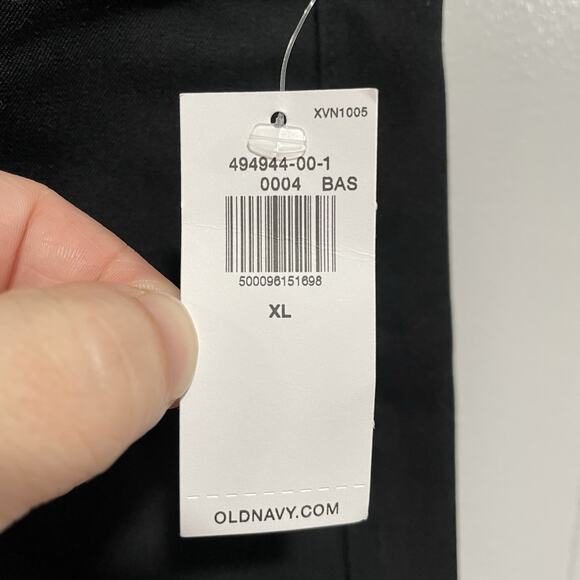 XVN1005
494944-00-1
0004 BAS
500096151698
XL
OLDNAVY.COM